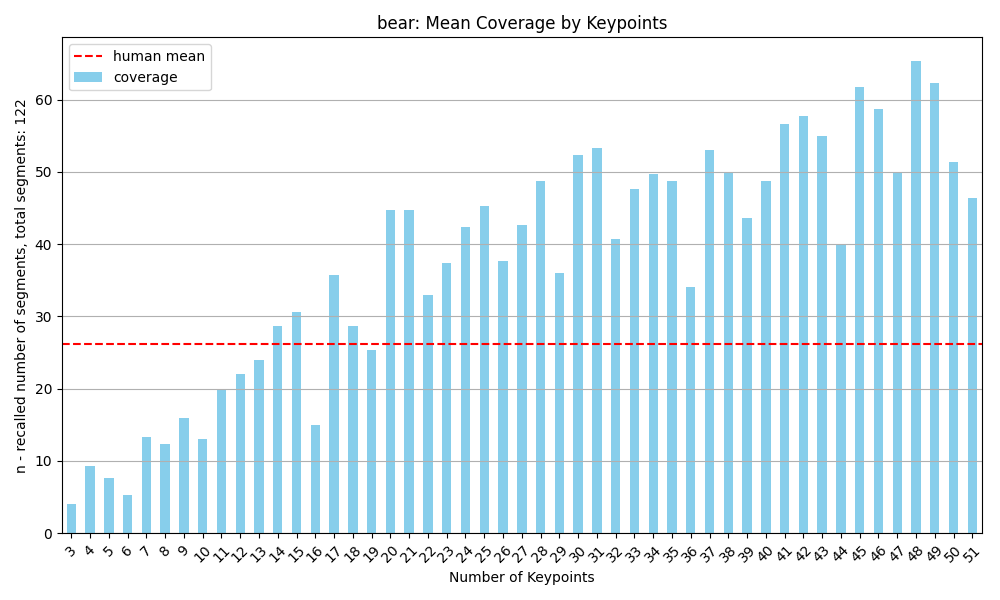 bear: Mean Coverage by Keypoints
human mean
coverage
n - recalled number of segments, total segments: 122
60
50
40
30
20
10
0
3 4 5 6 7 8 9 10 11 12 13 14 15 16 17 18 19 20 21 22 23 24 25 26 27 28 29 30 31 32 33 34 35 36 37 38 39 40 41 42 43 44 45 46 47 48 49 50 51
Number of Keypoints